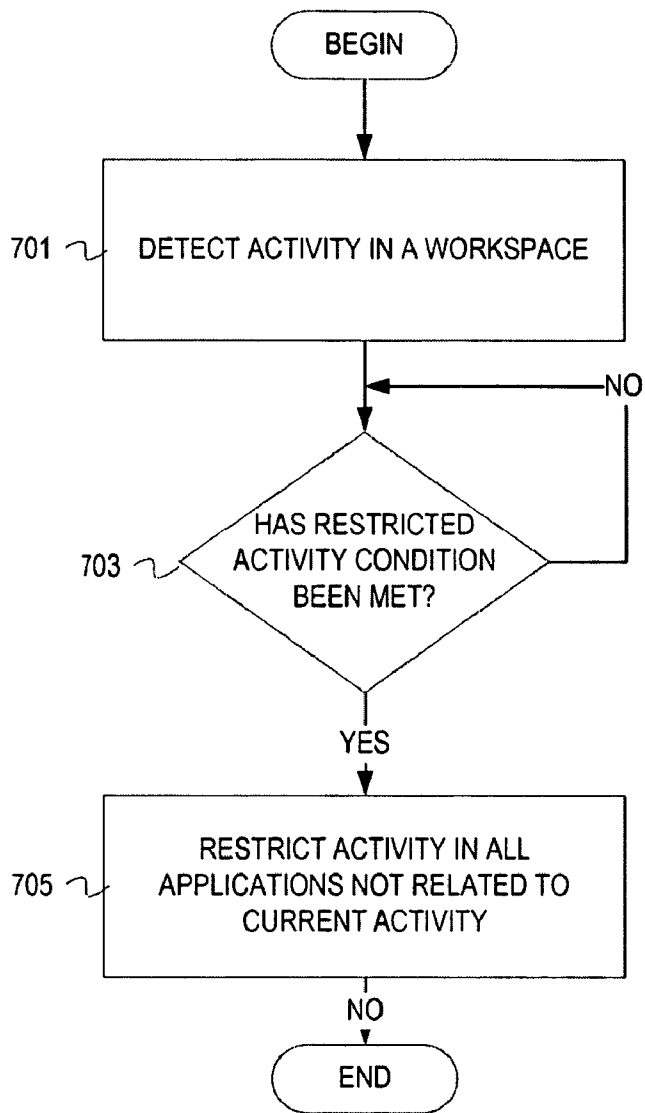 BEGIN
701
DETECT ACTIVITY IN A WORKSPACE
NO
703
HAS RESTRICTED
ACTIVITY CONDITION
BEEN MET?
YES
705
RESTRICT ACTIVITY IN ALL
APPLICATIONS NOT RELATED TO
CURRENT ACTIVITY
NO
END